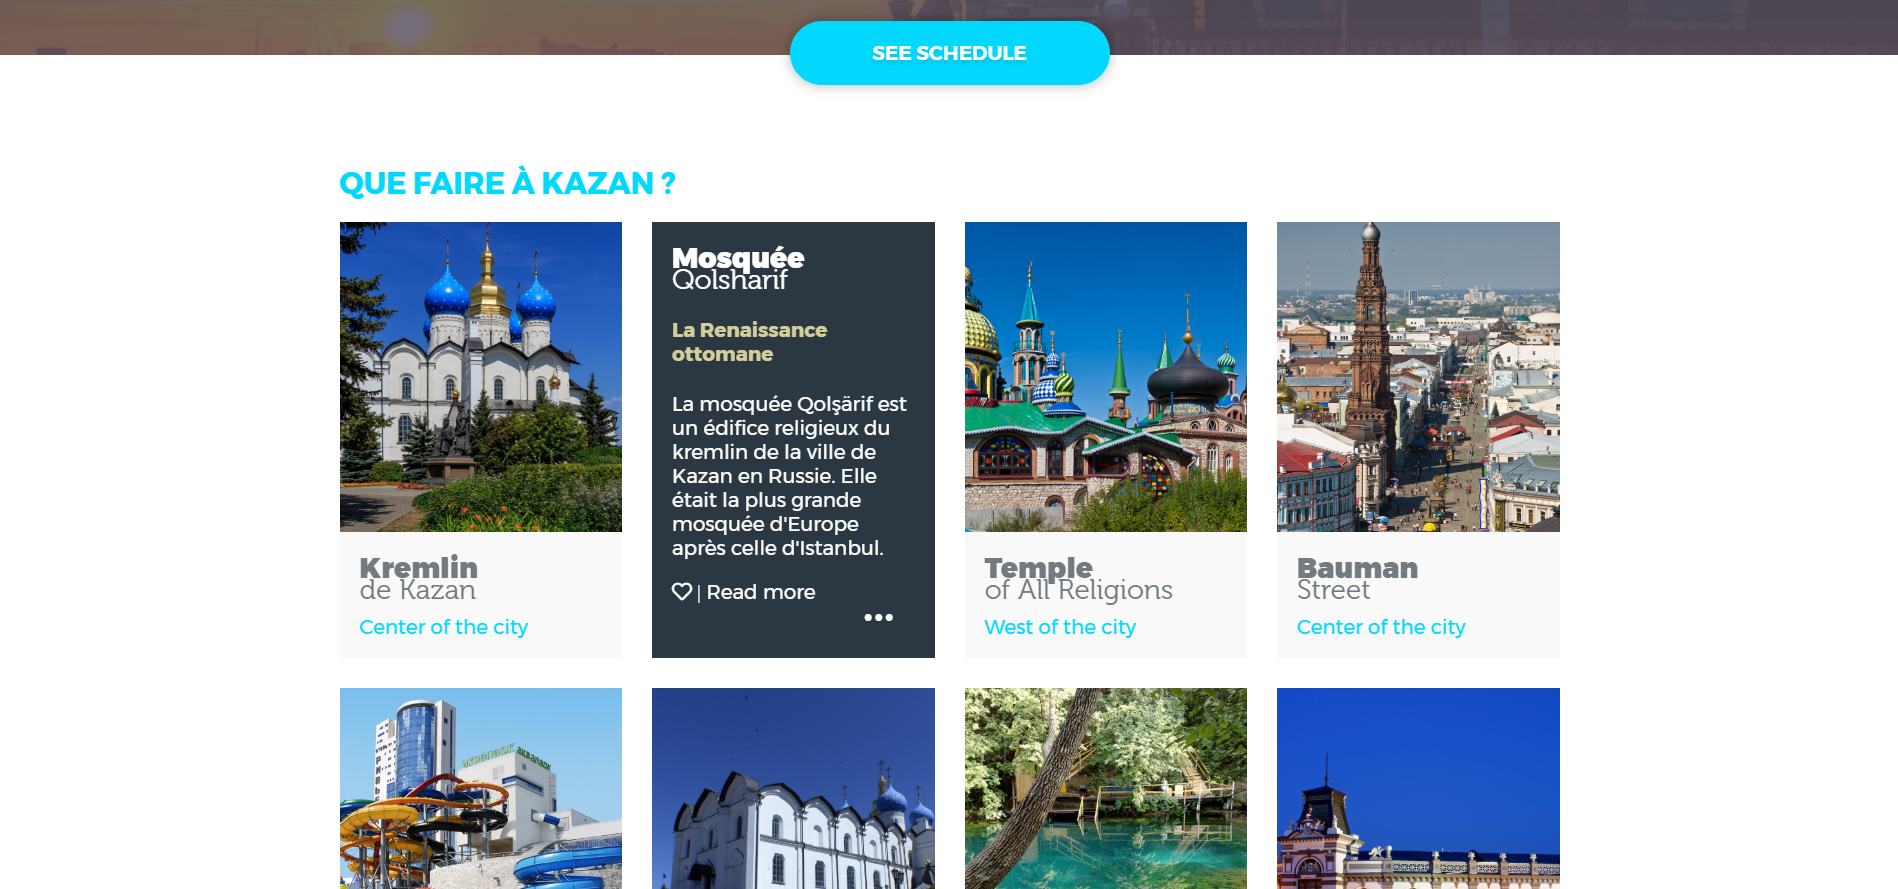 SEE SCHEDULE
QUE FAIRE À KAZAN ?
Kremlin
de Kazan
Center of the city
Mosquée
Qolsharif
La Renaissance
ottomane
La mosquée Qolşärif est
un édifice religieux du
kremlin de la ville de
Kazan en Russie. Elle
était la plus grande
mosquée d'Europe
après celle d'Istanbul.
| Read more
Temple
of All Religions
West of the city
Bauman
Street
Center of the city
аквапарк аквапарк